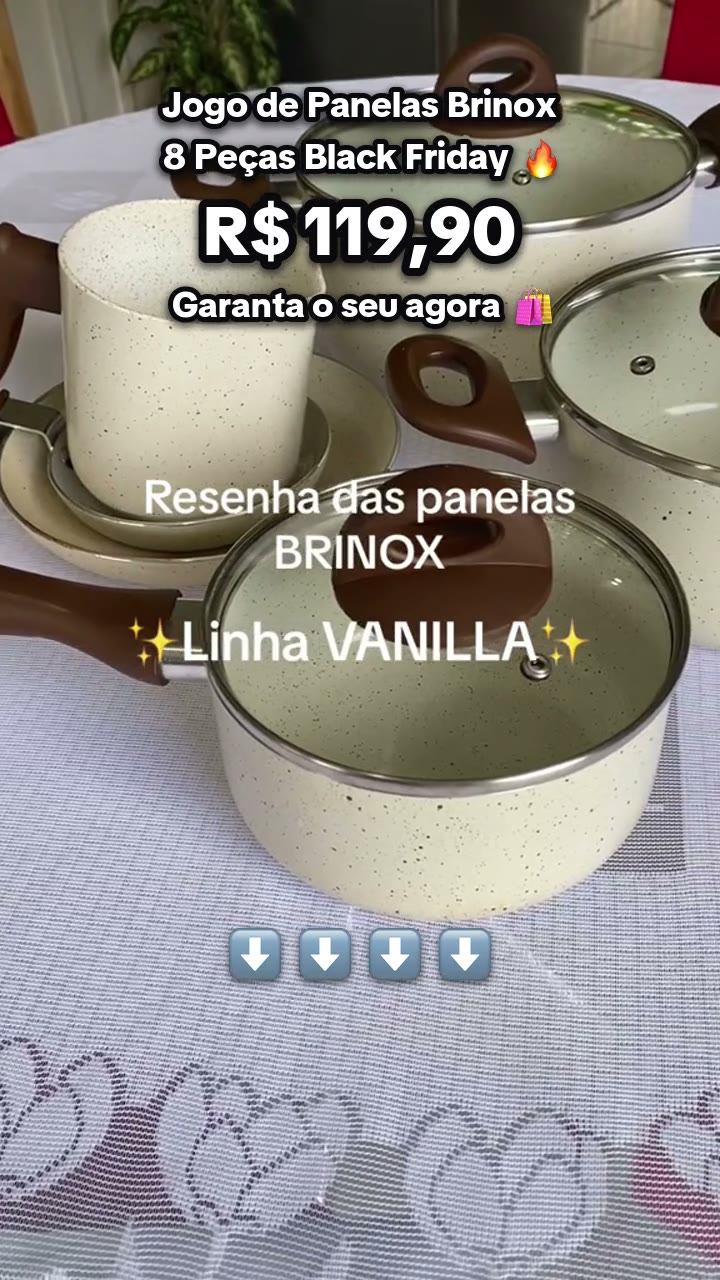 Jogo de Panelas Brinox
8 Peças Black Friday 🔥
R$ 119,90
Garanta o seu agora 🛍️
Resenha das panelas
BRINOX
✨Linha VANILLA✨
⬇️ ⬇️ ⬇️ ⬇️